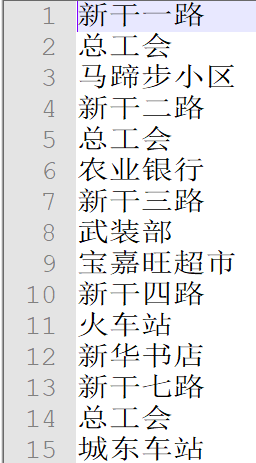 1 新干一路
2 总工会
3 马蹄步小区
4 新干二路
5 总工会
6 农业银行
7 新干三路
8 武装部
9 宝嘉旺超市
10 新干四路
11 火车站
12 新华书店
13 新干七路
14 总工会
15 城东车站